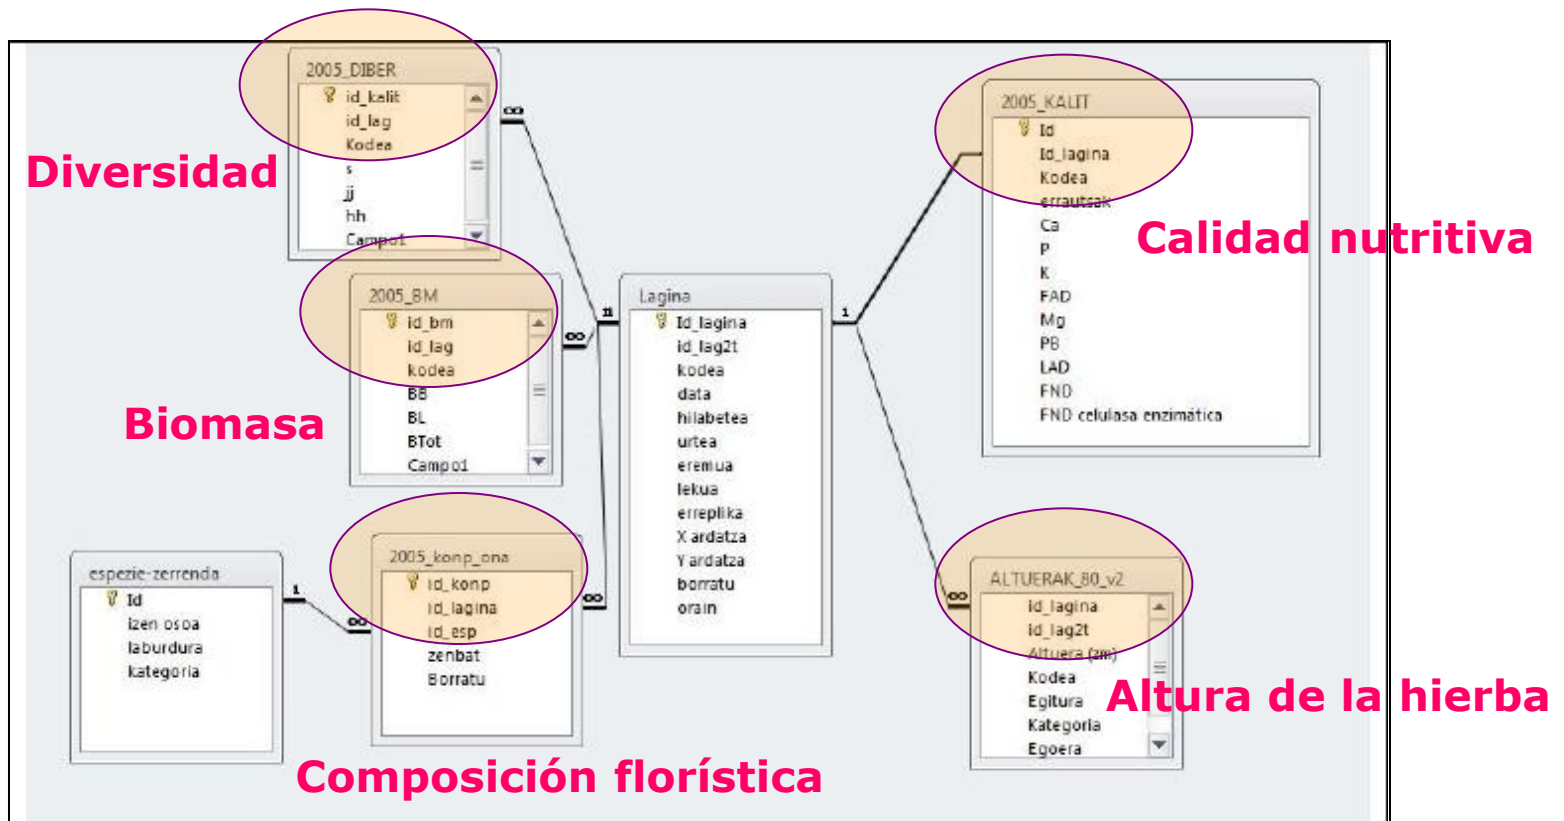 2005_DIBER
id_kalit
id_lag
Kodea
s
jj
hh
Campo1
Diversidad
2005_BM
id_bm
id_lag
kodea
BB
BL
BTot
Campo1
Biomasa
espezie-zerrenda
Id
izen osoa
laburdura
kategoria
2005_konp_ona
id_konp
id_lagina
id_esp
zenbat
Borratu
Composición florística
Lagina
Id_lagina
id_lag2t
kodea
data
hilabetea
urtea
eremua
lekua
erreplika
X ardatza
Y ardatza
borratu
orain
2005_KALIT
Id
Id_lagina
Kodea
errautsak
Ca
P
K
FAD
Mg
PB
LAD
FND
FND celulasa enzimática
Calidad nutritiva
ALTUERAK_80_v2
id_lagina
id_lag2t
Altuera (zm)
Kodea
Egitura
Kategoria
Egoera
Altura de la hierba
∞
∞
∞
∞
∞
1
1